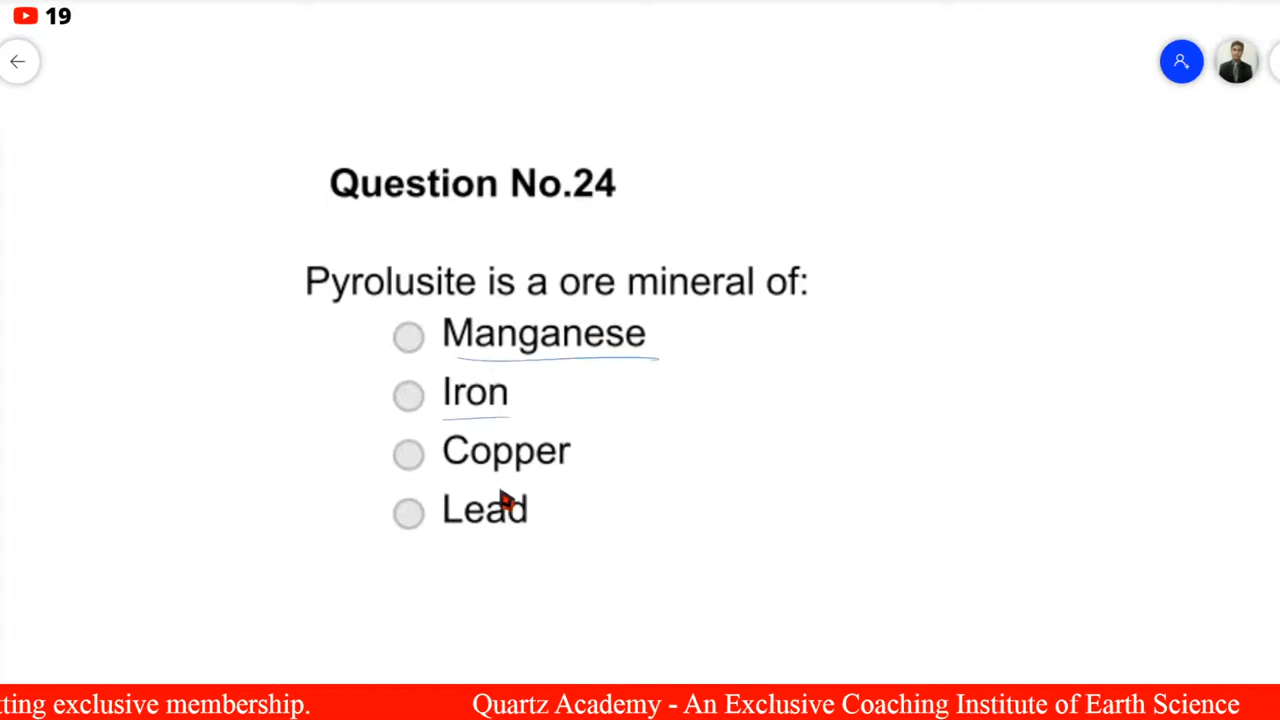 19
Question No.24
Pyrolusite is a ore mineral of:
Manganese
Iron
Copper
Lead
exclusive membership. Quartz Academy - An Exclusive Coaching Institute of Earth Science